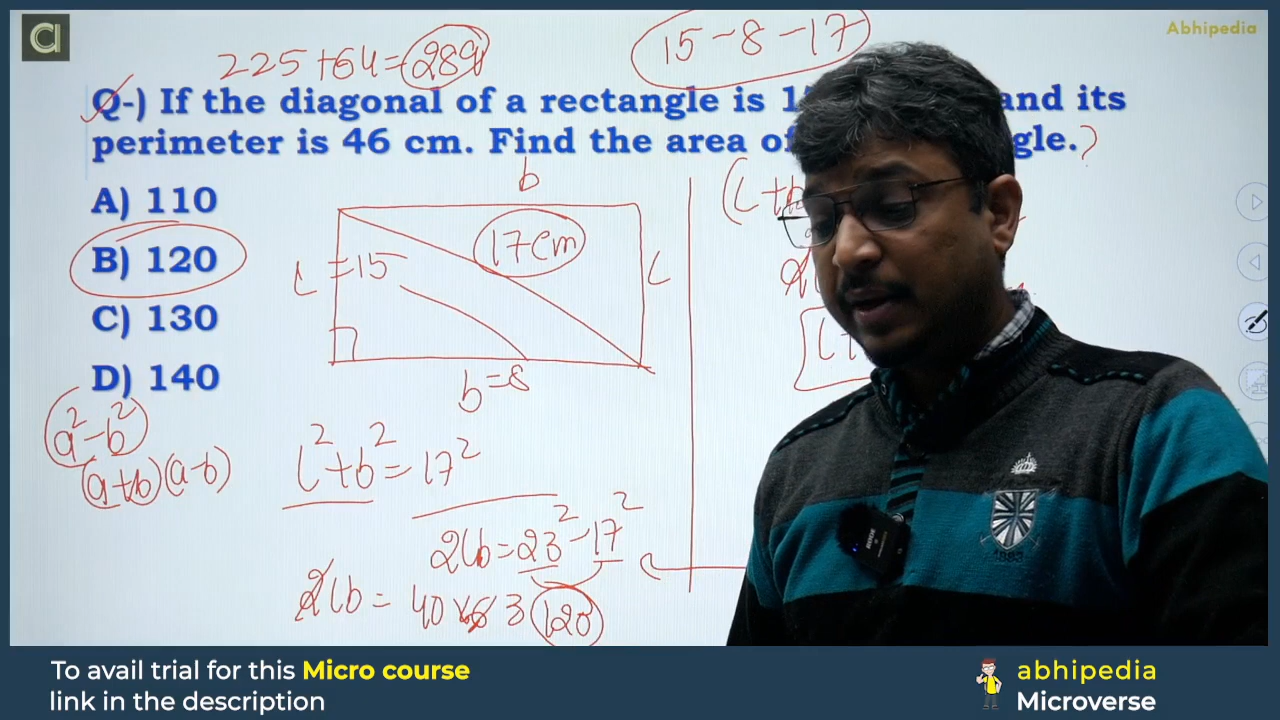 Abhipedia
225+64=289
15-8-17
Q-) If the diagonal of a rectangle is and its
perimeter is 46 cm. Find the area of gle.?
A) 110
B) 120
C) 130
D) 140
b
17cm
l =15
l
b=8
a²-b²
(a+b)(a-b)
l²+b²=17²
2lb=23²-17²
2lb = 40×6 3 120
(l+b
To avail trial for this Micro course
link in the description
abhipedia
Microverse